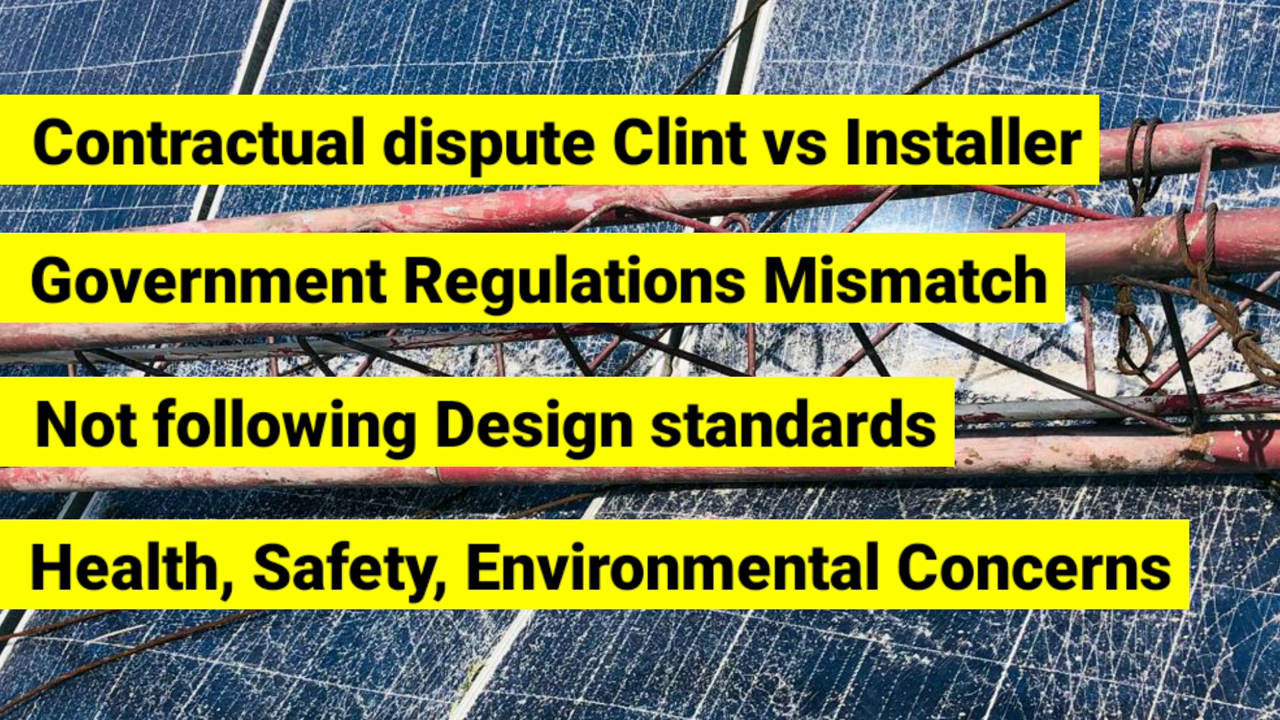 Contractual dispute Clint vs Installer
Government Regulations Mismatch
Not following Design standards
Health, Safety, Environmental Concerns